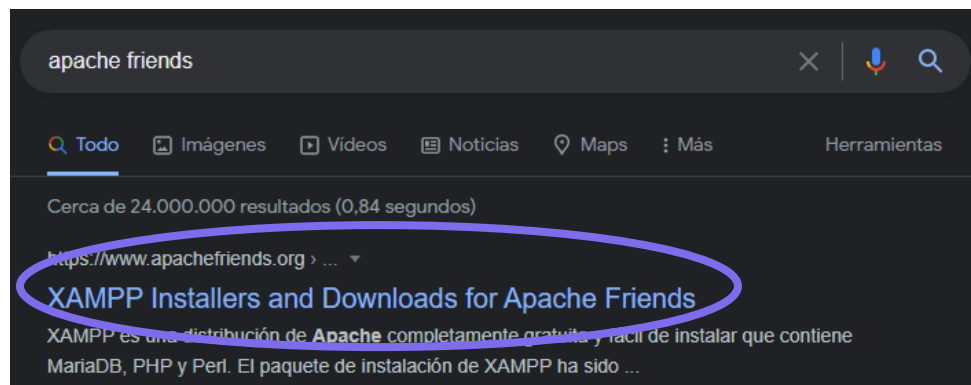 apache friends
Todo Imágenes Vídeos Noticias Maps Más Herramientas
Cerca de 24.000.000 resultados (0,84 segundos)
https://www.apachefriends.org › ...
XAMPP Installers and Downloads for Apache Friends
XAMPP es una distribución de Apache completamente gratuita y fácil de instalar que contiene
MariaDB, PHP y Perl. El paquete de instalación de XAMPP ha sido ...